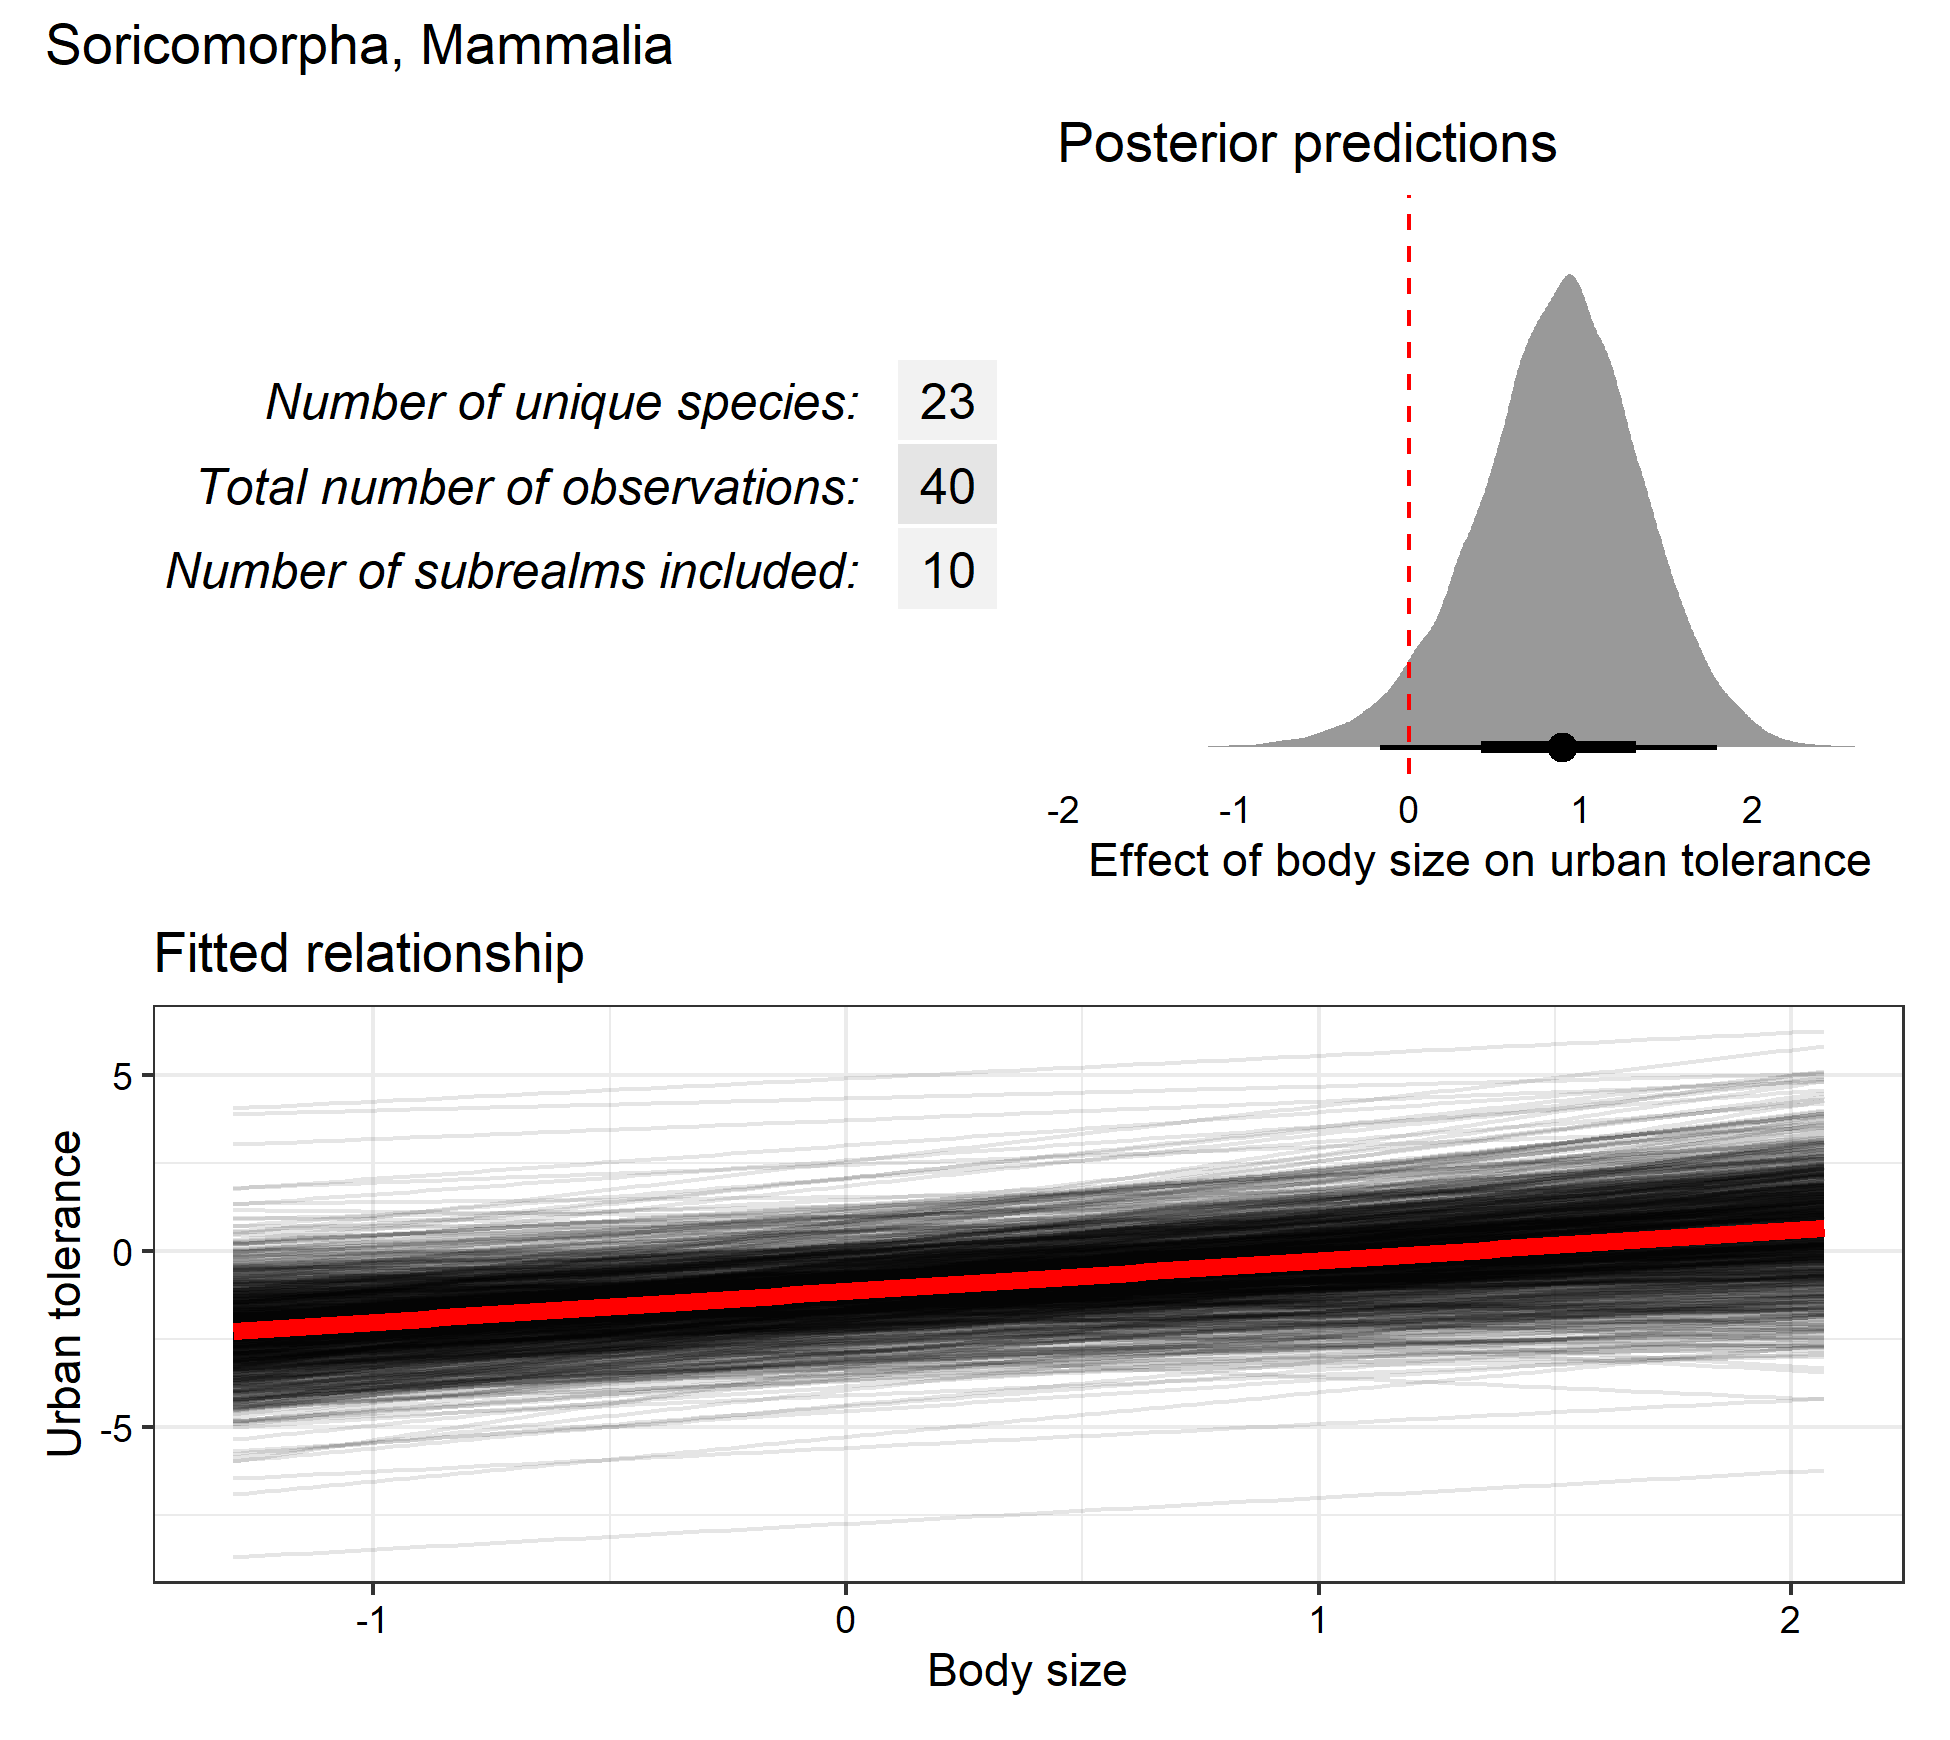 Soricomorpha, Mammalia
Posterior predictions
Number of unique species: 23
Total number of observations: 40
Number of subrealms included: 10
-2 -1 0 1 2
Effect of body size on urban tolerance
Fitted relationship
Urban tolerance
5
0
-5
-1 0 1 2
Body size